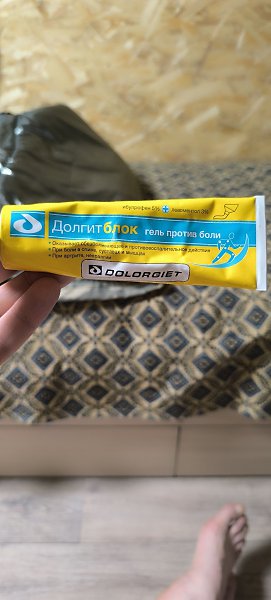 ибупрофен 5% + левоментол 3%
Долгитблок гель против боли
• Оказывает обезболивающее и противовоспалительное действие
• При боли в спине, суставах и мышцах
• При артрите, невралгии
DOLORGIET